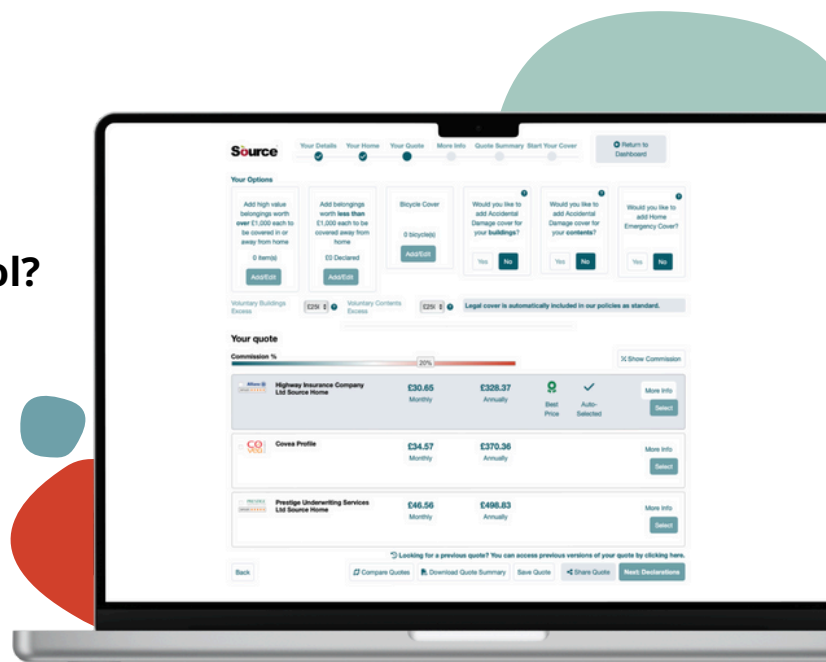 ol?
Source
Your Details Your Home Your Quote More Info Quote Summary Start Your Cover
Return to
Dashboard
Your Options
Add high value
belongings worth
over £1,000 each to
be covered in or
away from home
0 item(s)
Add/Edit
Add belongings
worth less than
£1,000 each to be
covered away from
home
£0 Declared
Add/Edit
Bicycle Cover
0 bicycle(s)
Add/Edit
Would you like to
add Accidental
Damage cover for
your buildings?
Yes No
Would you like to
add Accidental
Damage cover for
your contents?
Yes No
Would you like to
add Home
Emergency Cover?
Yes No
Voluntary Buildings
Excess
£250
Voluntary Contents
Excess
£250
Legal cover is automatically included in our policies as standard.
Your quote
Commission %
20%
Show Commission
Allianz
Highway Insurance Company
Ltd Source Home
£30.65
Monthly
£328.37
Annually
Best
Price
Auto-
Selected
More Info
Select
Covea Profile
£34.57
Monthly
£370.36
Annually
More Info
Select
PRESTIGE
Prestige Underwriting Services
Ltd Source Home
£46.56
Monthly
£498.83
Annually
More Info
Select
Looking for a previous quote? You can access previous versions of your quote by clicking here.
Back Compare Quotes Download Quote Summary Save Quote Share Quote Next: Declarations